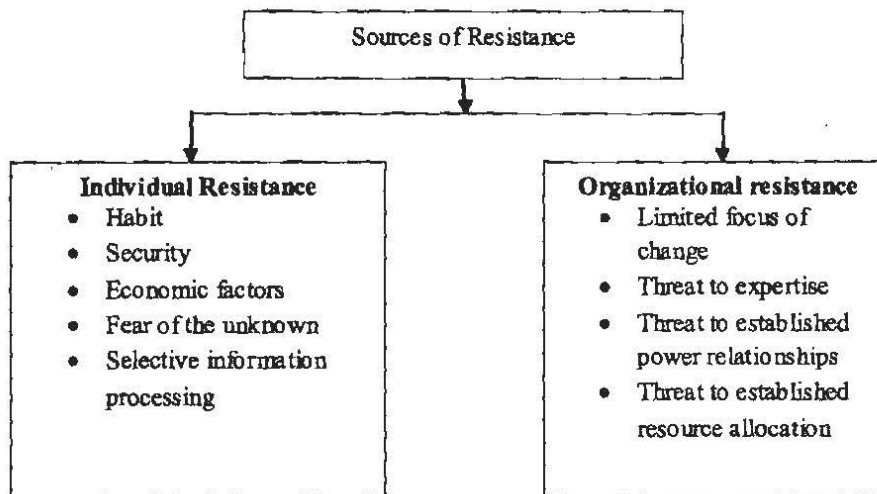 Sources of Resistance
Individual Resistance
• Habit
• Security
• Economic factors
• Fear of the unknown
• Selective information
processing
Organizational resistance
• Limited focus of
change
• Threat to expertise
• Threat to established
power relationships
• Threat to established
resource allocation